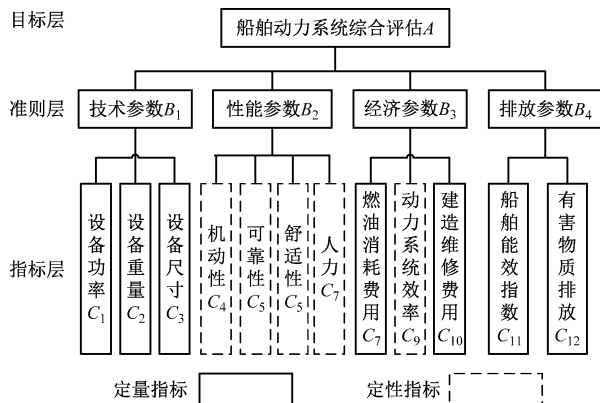 目标层
船舶动力系统综合评估A
准则层
技术参数B1
性能参数B2
经济参数B3
排放参数B4
指标层
设备功率C1
设备重量C2
设备尺寸C3
机动性C4
可靠性C5
舒适性C5
人力C7
燃油消耗费用C7
动力系统效率C9
建造维修费用C10
船舶能效指数C11
有害物质排放C12
定量指标
定性指标